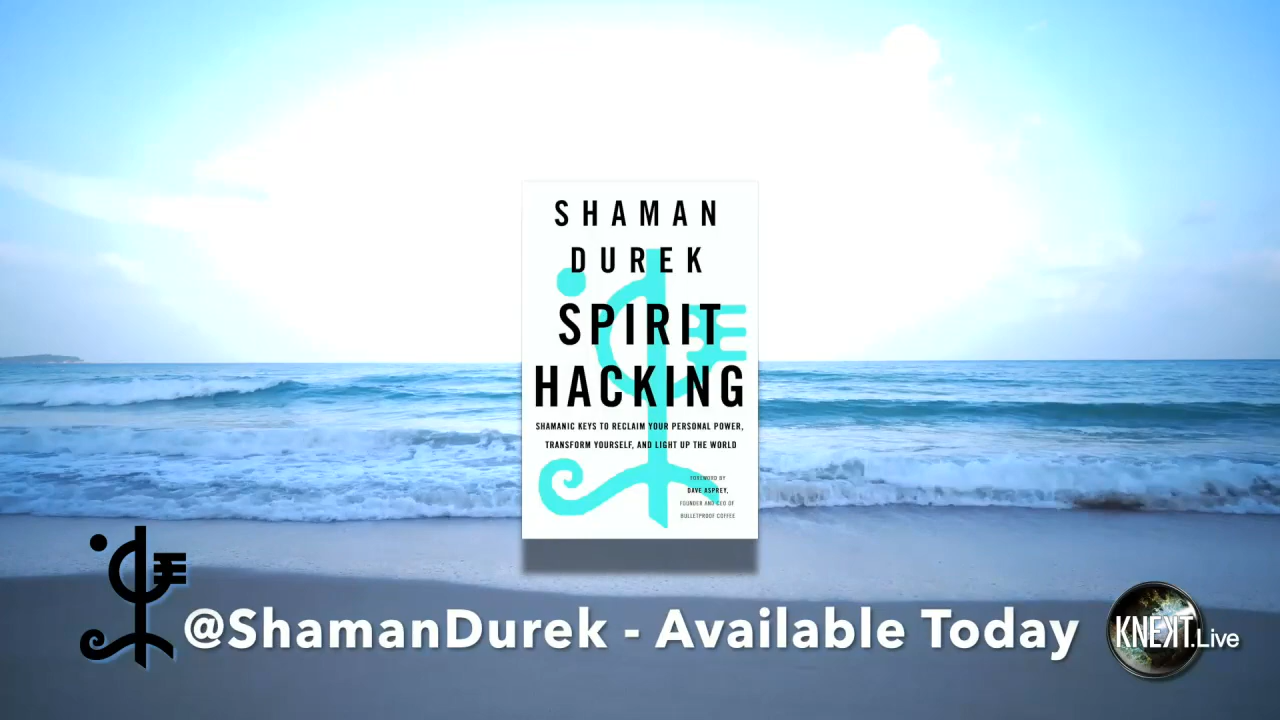 SHAMAN
DUREK
SPIRIT
HACKING
SHAMANIC KEYS TO RECLAIM YOUR PERSONAL POWER,
TRANSFORM YOURSELF, AND LIGHT UP THE WORLD
FOREWORD BY
DAVE ASPREY,
FOUNDER AND CEO OF
BULLETPROOF COFFEE
@ShamanDurek - Available Today
KNEKT.Live